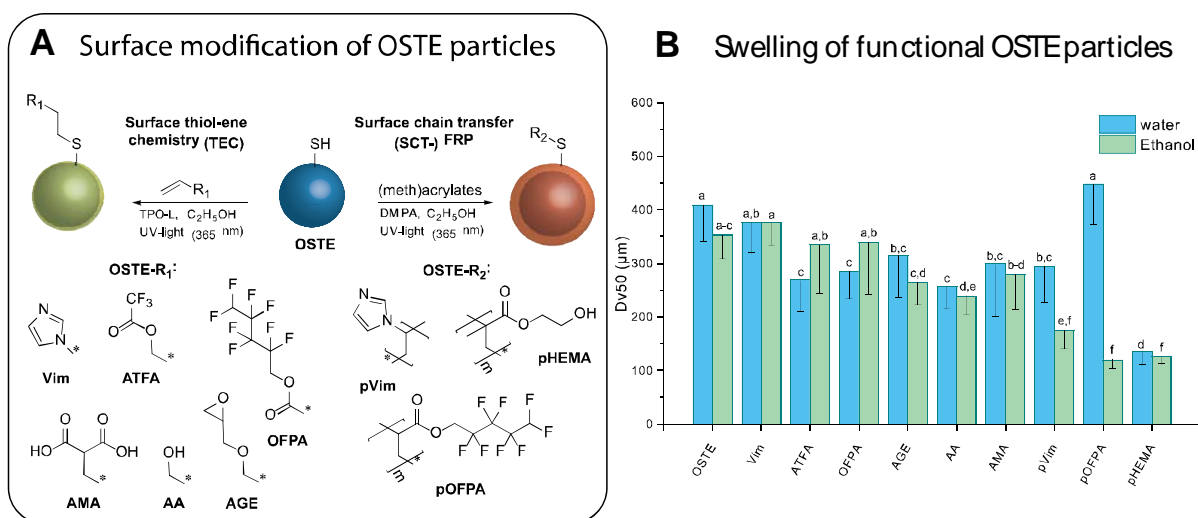 A Surface modification of OSTE particles
R1
S
Surface thiol-ene
chemistry (TEC)
R1
TPO-L, C2H5OH
UV-light (365 nm)
SH
OSTE
Surface chain transfer
(SCT-) FRP
(meth)acrylates
DMPA, C2H5OH
UV-light (365 nm)
R2
S
OSTE-R1:
N
N
*
Vim
CF3
O
O
*
ATFA
F
F
F
F
F
F
F
F
O
O
*
OFPA
O
O
HO
OH
*
AMA
OH
*
AA
O
O
*
AGE
OSTE-R2:
N
N
*
m
pVim
O
O
OH
m
*
pHEMA
O
O
F
F
F
F
F
F
F
F
m
*
pOFPA
B Swelling of functional OSTE particles
Dv50 (µm)
600
500
400
300
200
100
0
water
Ethanol
a
a-c
a,b
a
c
a,b
c
a,b
b,c
c,d
c
d,e
b,c
b-d
b,c
e,f
a
f
d
f
OSTE
Vim
ATFA
OFPA
AGE
AA
AMA
pVim
pOFPA
pHEMA